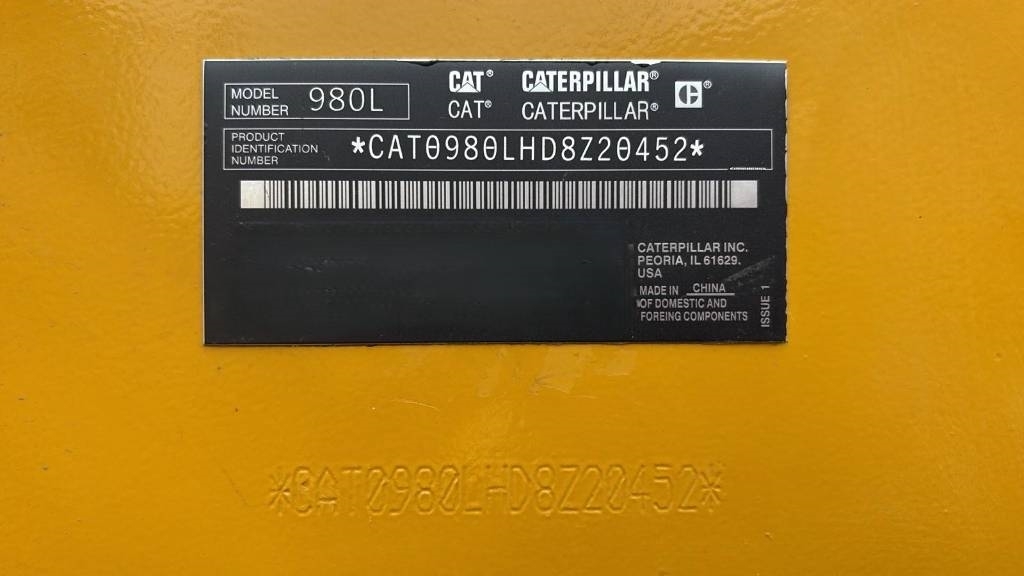 CAT® CATERPILLAR® C®
MODEL NUMBER 980L CAT® CATERPILLAR®
PRODUCT IDENTIFICATION NUMBER *CAT0980LHD8Z20452*
CATERPILLAR INC.
PEORIA, IL 61629.
USA
MADE IN CHINA
OF DOMESTIC AND
FOREING COMPONENTS
ISSUE 1
*CAT0980LHD8Z20452*